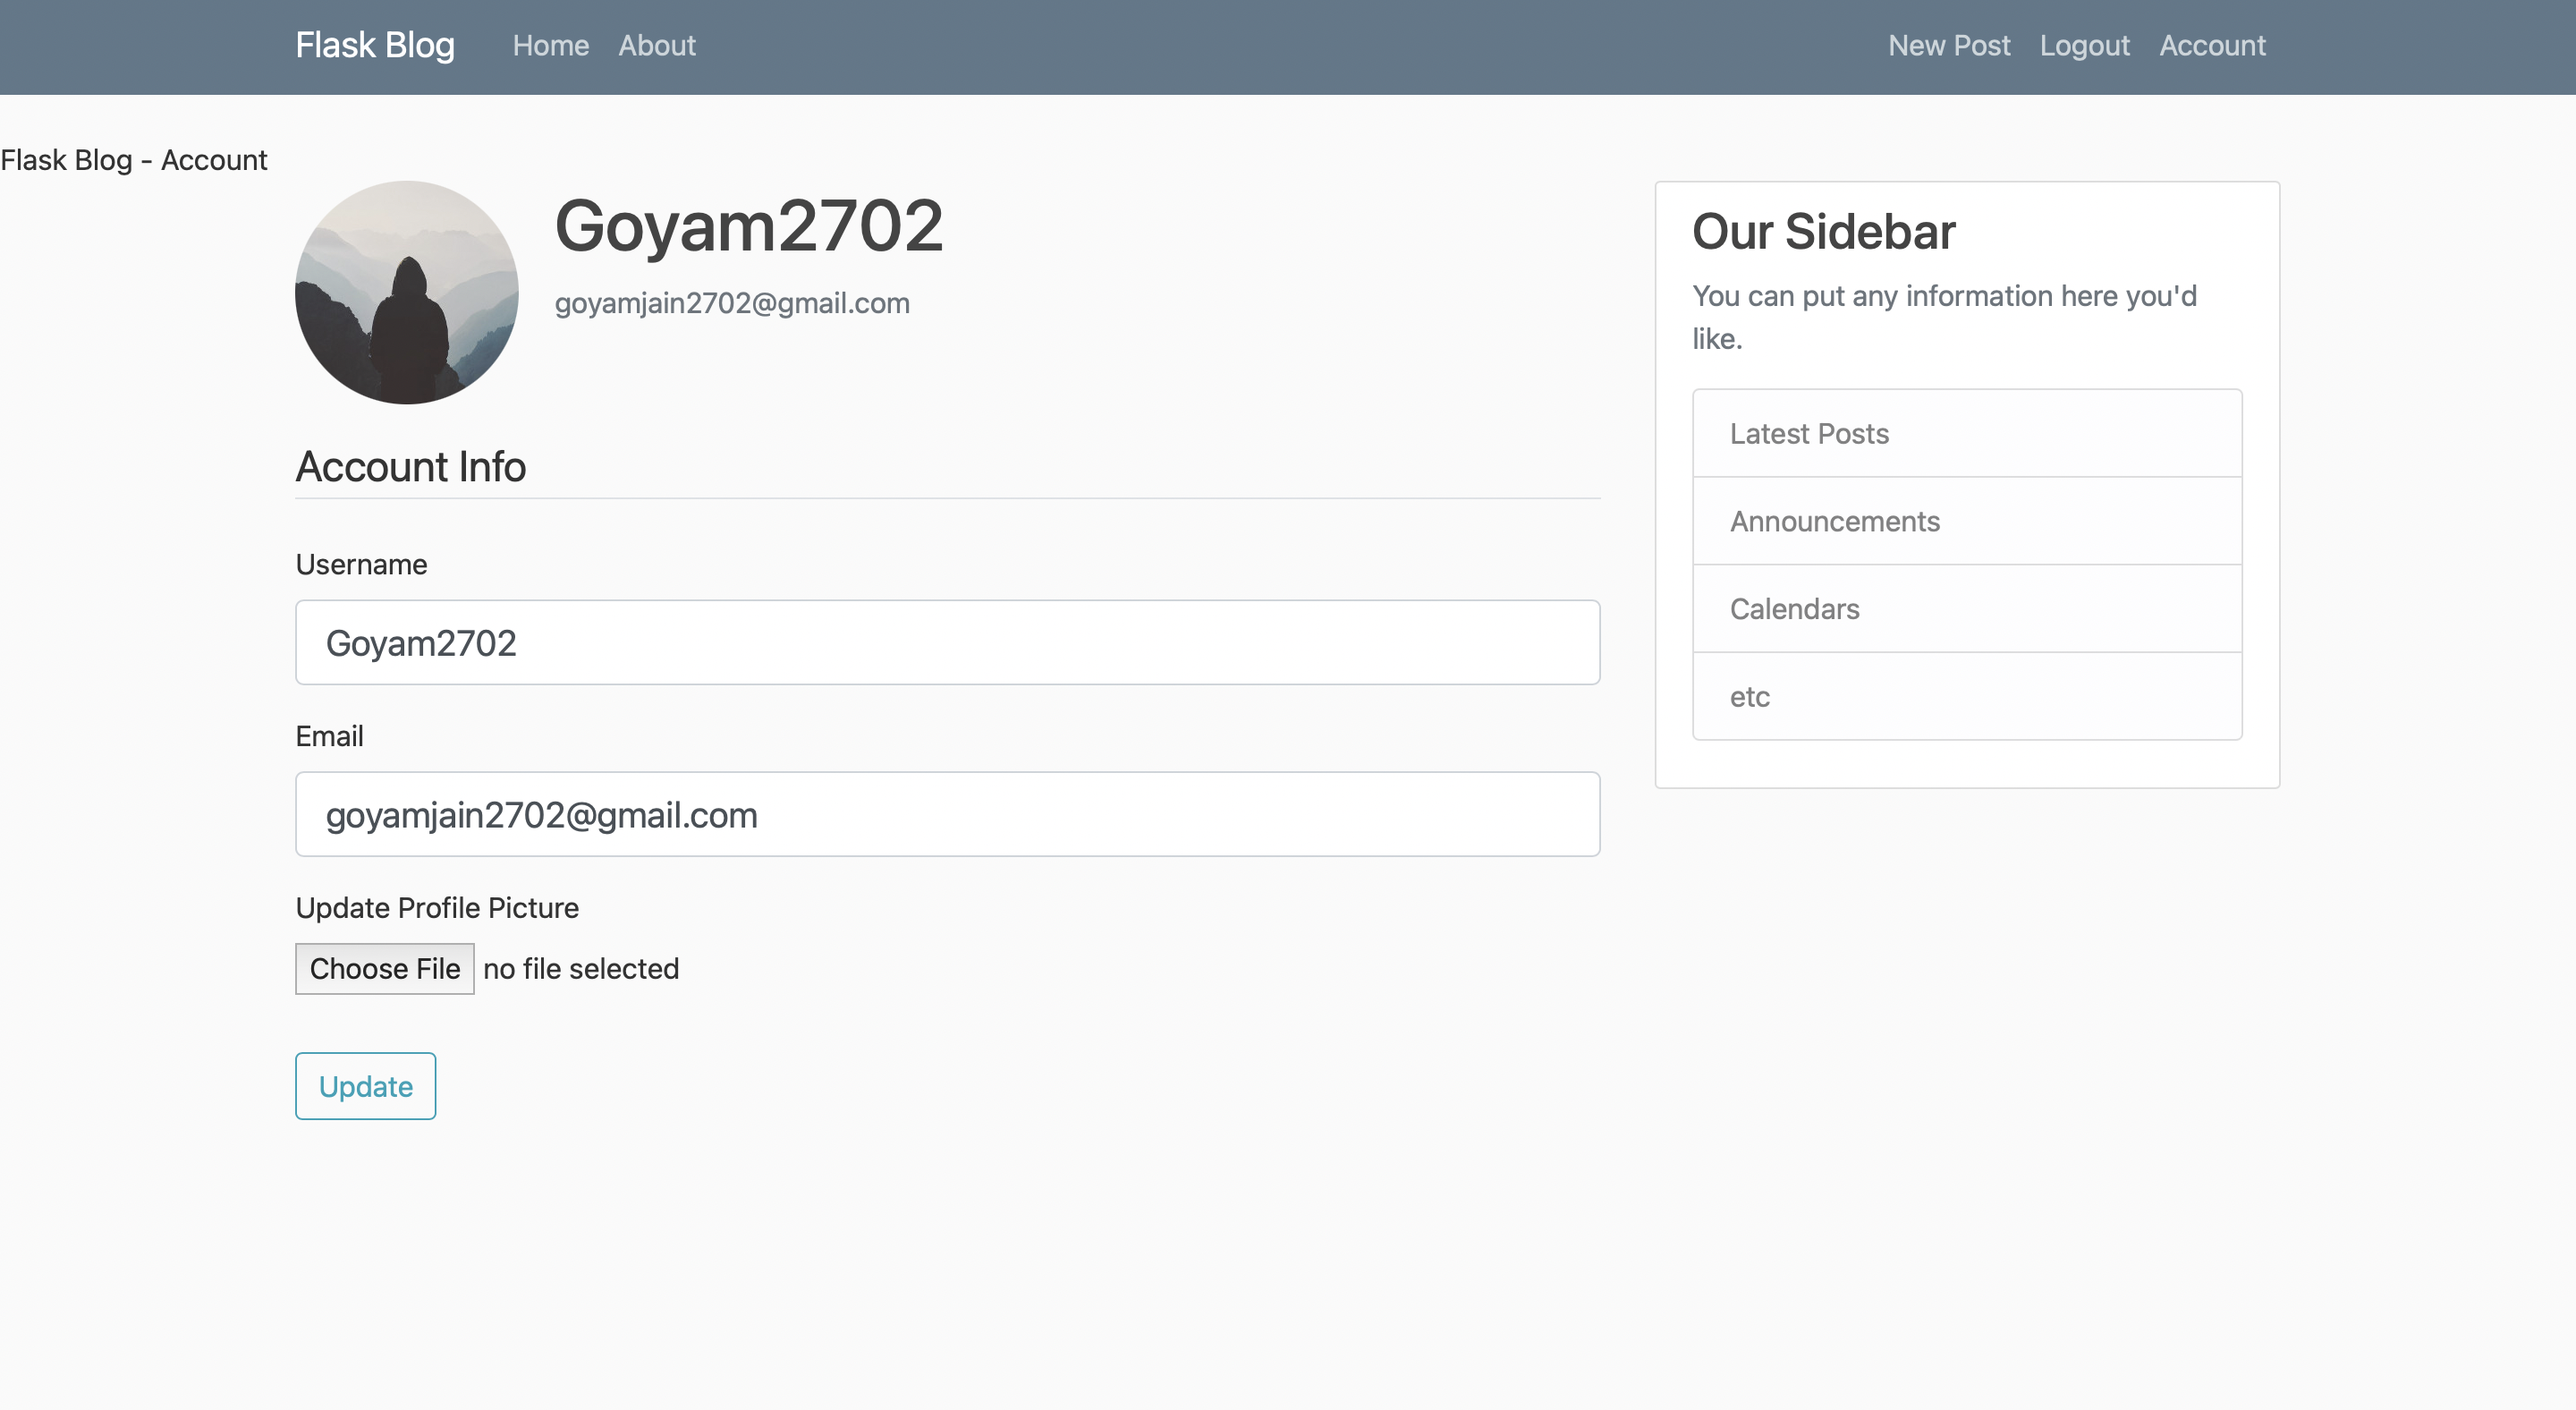 Flask Blog Home About New Post Logout Account
Flask Blog - Account
Goyam2702
goyamjain2702@gmail.com
Account Info
Username
Goyam2702
Email
goyamjain2702@gmail.com
Update Profile Picture
Choose File no file selected
Update
Our Sidebar
You can put any information here you'd
like.
Latest Posts
Announcements
Calendars
etc